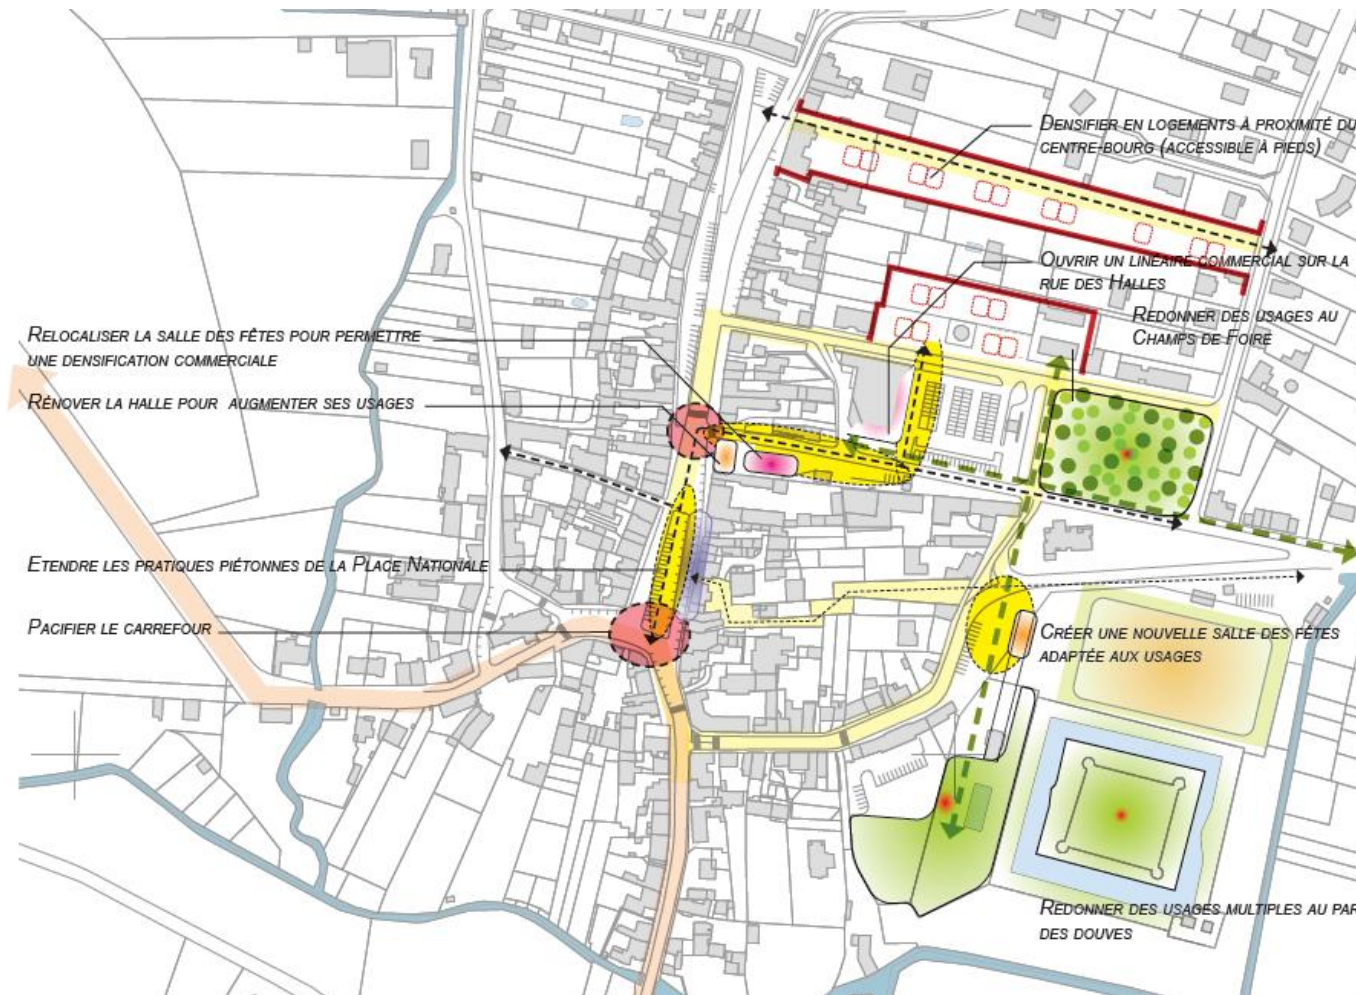 DENSIFIER EN LOGEMENTS À PROXIMITÉ DU
CENTRE-BOURG (ACCESSIBLE À PIEDS)
OUVRIR UN LINÉAIRE COMMERCIAL SUR LA
RUE DES HALLES
REDONNER DES USAGES AU
CHAMPS DE FOIRE
RELOCALISER LA SALLE DES FÊTES POUR PERMETTRE
UNE DENSIFICATION COMMERCIALE
RÉNOVER LA HALLE POUR AUGMENTER SES USAGES
ETENDRE LES PRATIQUES PIÉTONNES DE LA PLACE NATIONALE
PACIFIER LE CARREFOUR
CRÉER UNE NOUVELLE SALLE DES FÊTES
ADAPTÉE AUX USAGES
REDONNER DES USAGES MULTIPLES AU PAR
DES DOUVES